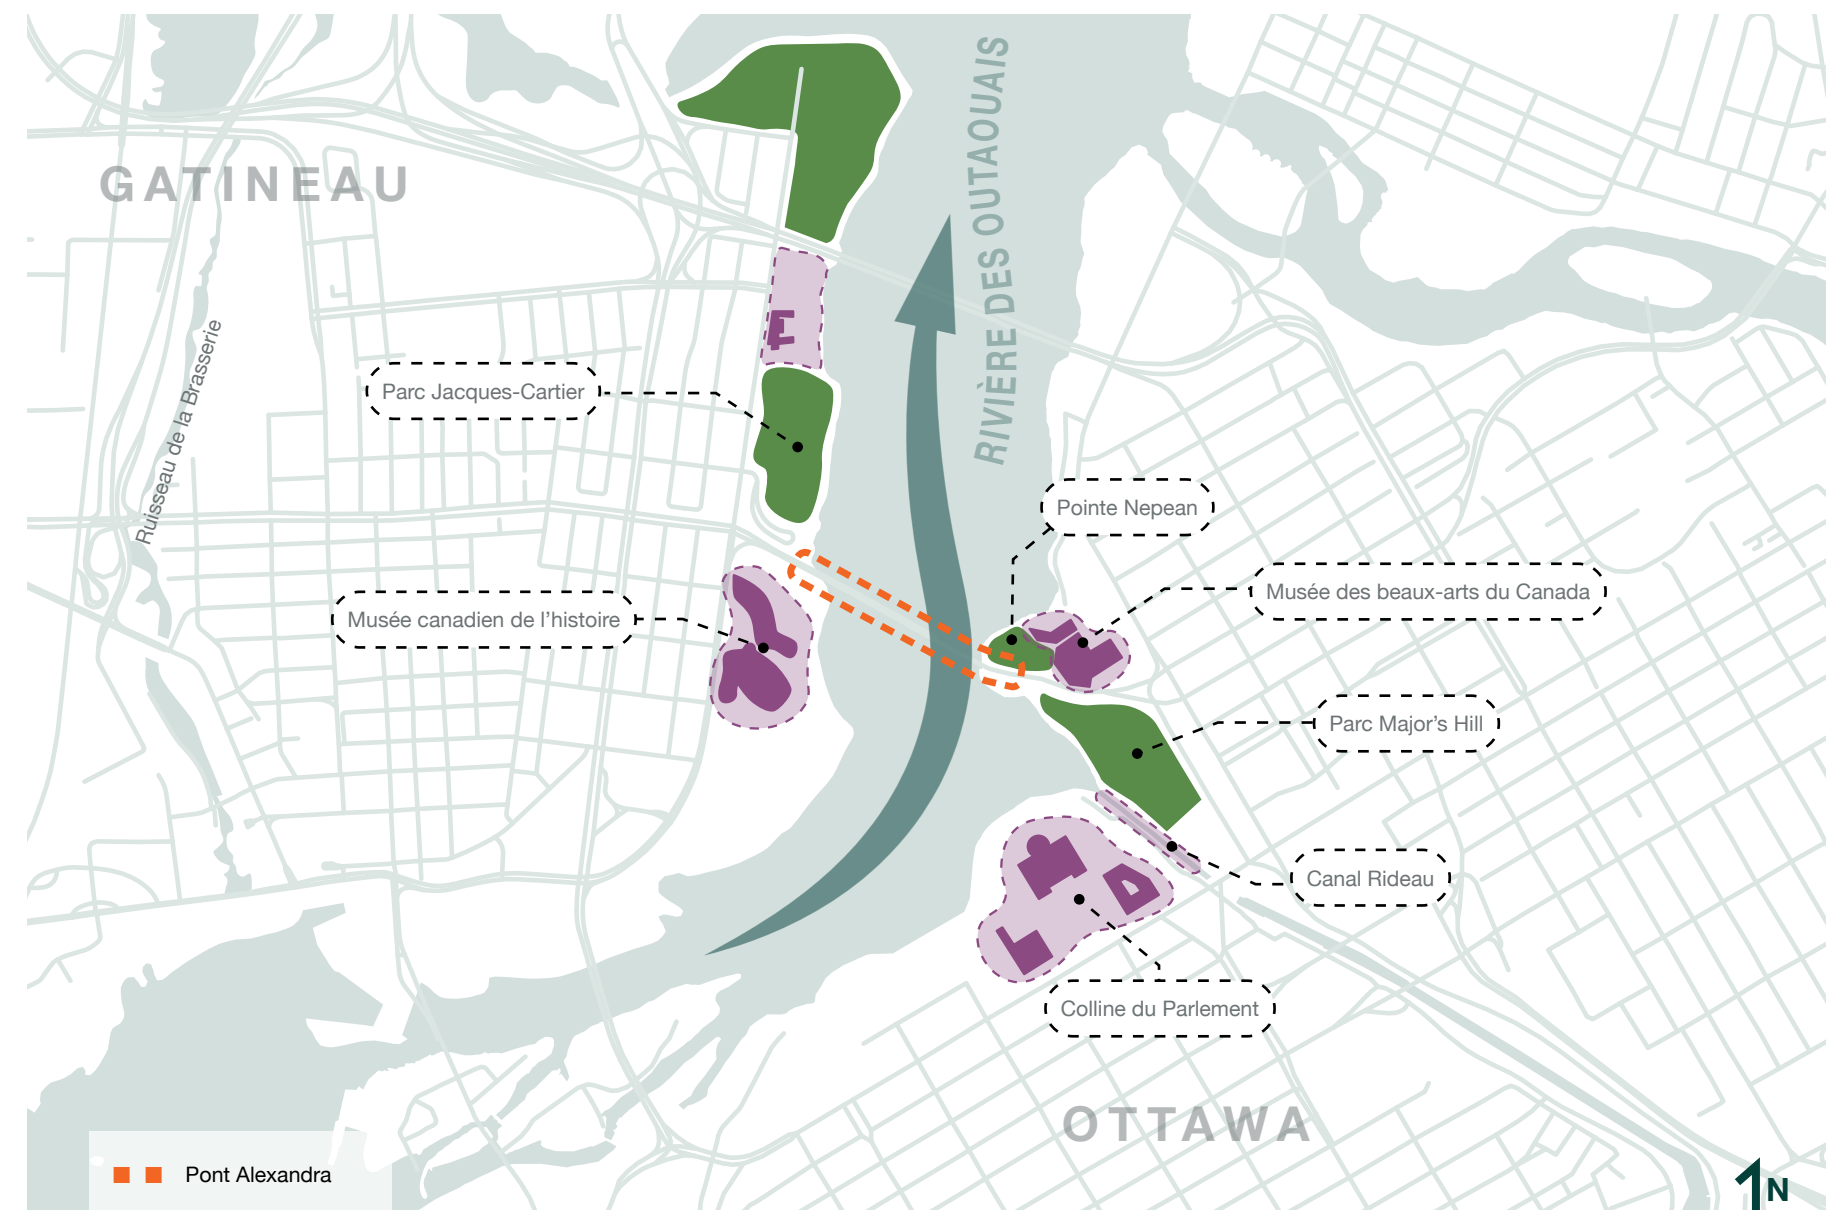 GATINEAU
RIVIÈRE DES OUTAOUAIS
Ruisseau de la Brasserie
Parc Jacques-Cartier
Pointe Nepean
Musée des beaux-arts du Canada
Musée canadien de l’histoire
Parc Major’s Hill
Canal Rideau
Colline du Parlement
OTTAWA
Pont Alexandra
N